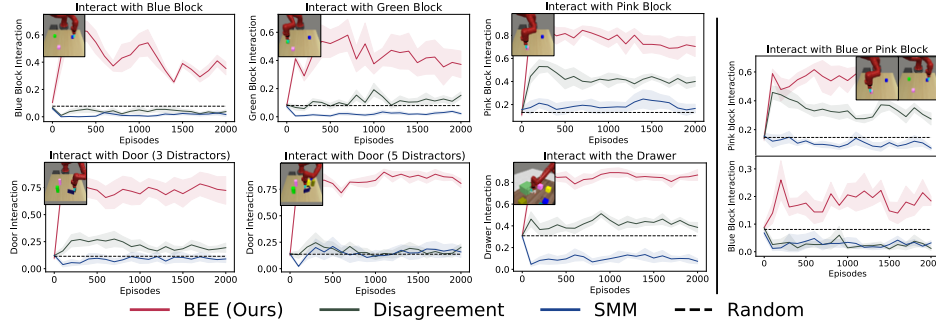 Interact with Blue Block
Blue Block Interaction
0.6
0.4
0.2
0.0
0 500 1000 1500 2000
Episodes
Interact with Green Block
Green Block Interaction
0.6
0.4
0.2
0.0
0 500 1000 1500 2000
Episodes
Interact with Pink Block
Pink Block Interaction
0.8
0.6
0.4
0.2
0 500 1000 1500 2000
Episodes
Interact with Blue or Pink Block
Pink block Interaction
0.6
0.4
0.2
0.0
Blue Block Interaction
0.3
0.2
0.1
0.0
0 500 1000 1500 2000
Episodes
Interact with Door (3 Distractors)
Door Interaction
0.75
0.50
0.25
0.00
0 500 1000 1500 2000
Episodes
Interact with Door (5 Distractors)
Door Interaction
0.75
0.50
0.25
0.00
0 500 1000 1500 2000
Episodes
Interact with the Drawer
Drawer Interaction
0.75
0.50
0.25
0.00
0 500 1000 1500 2000
Episodes
BEE (Ours) Disagreement SMM Random